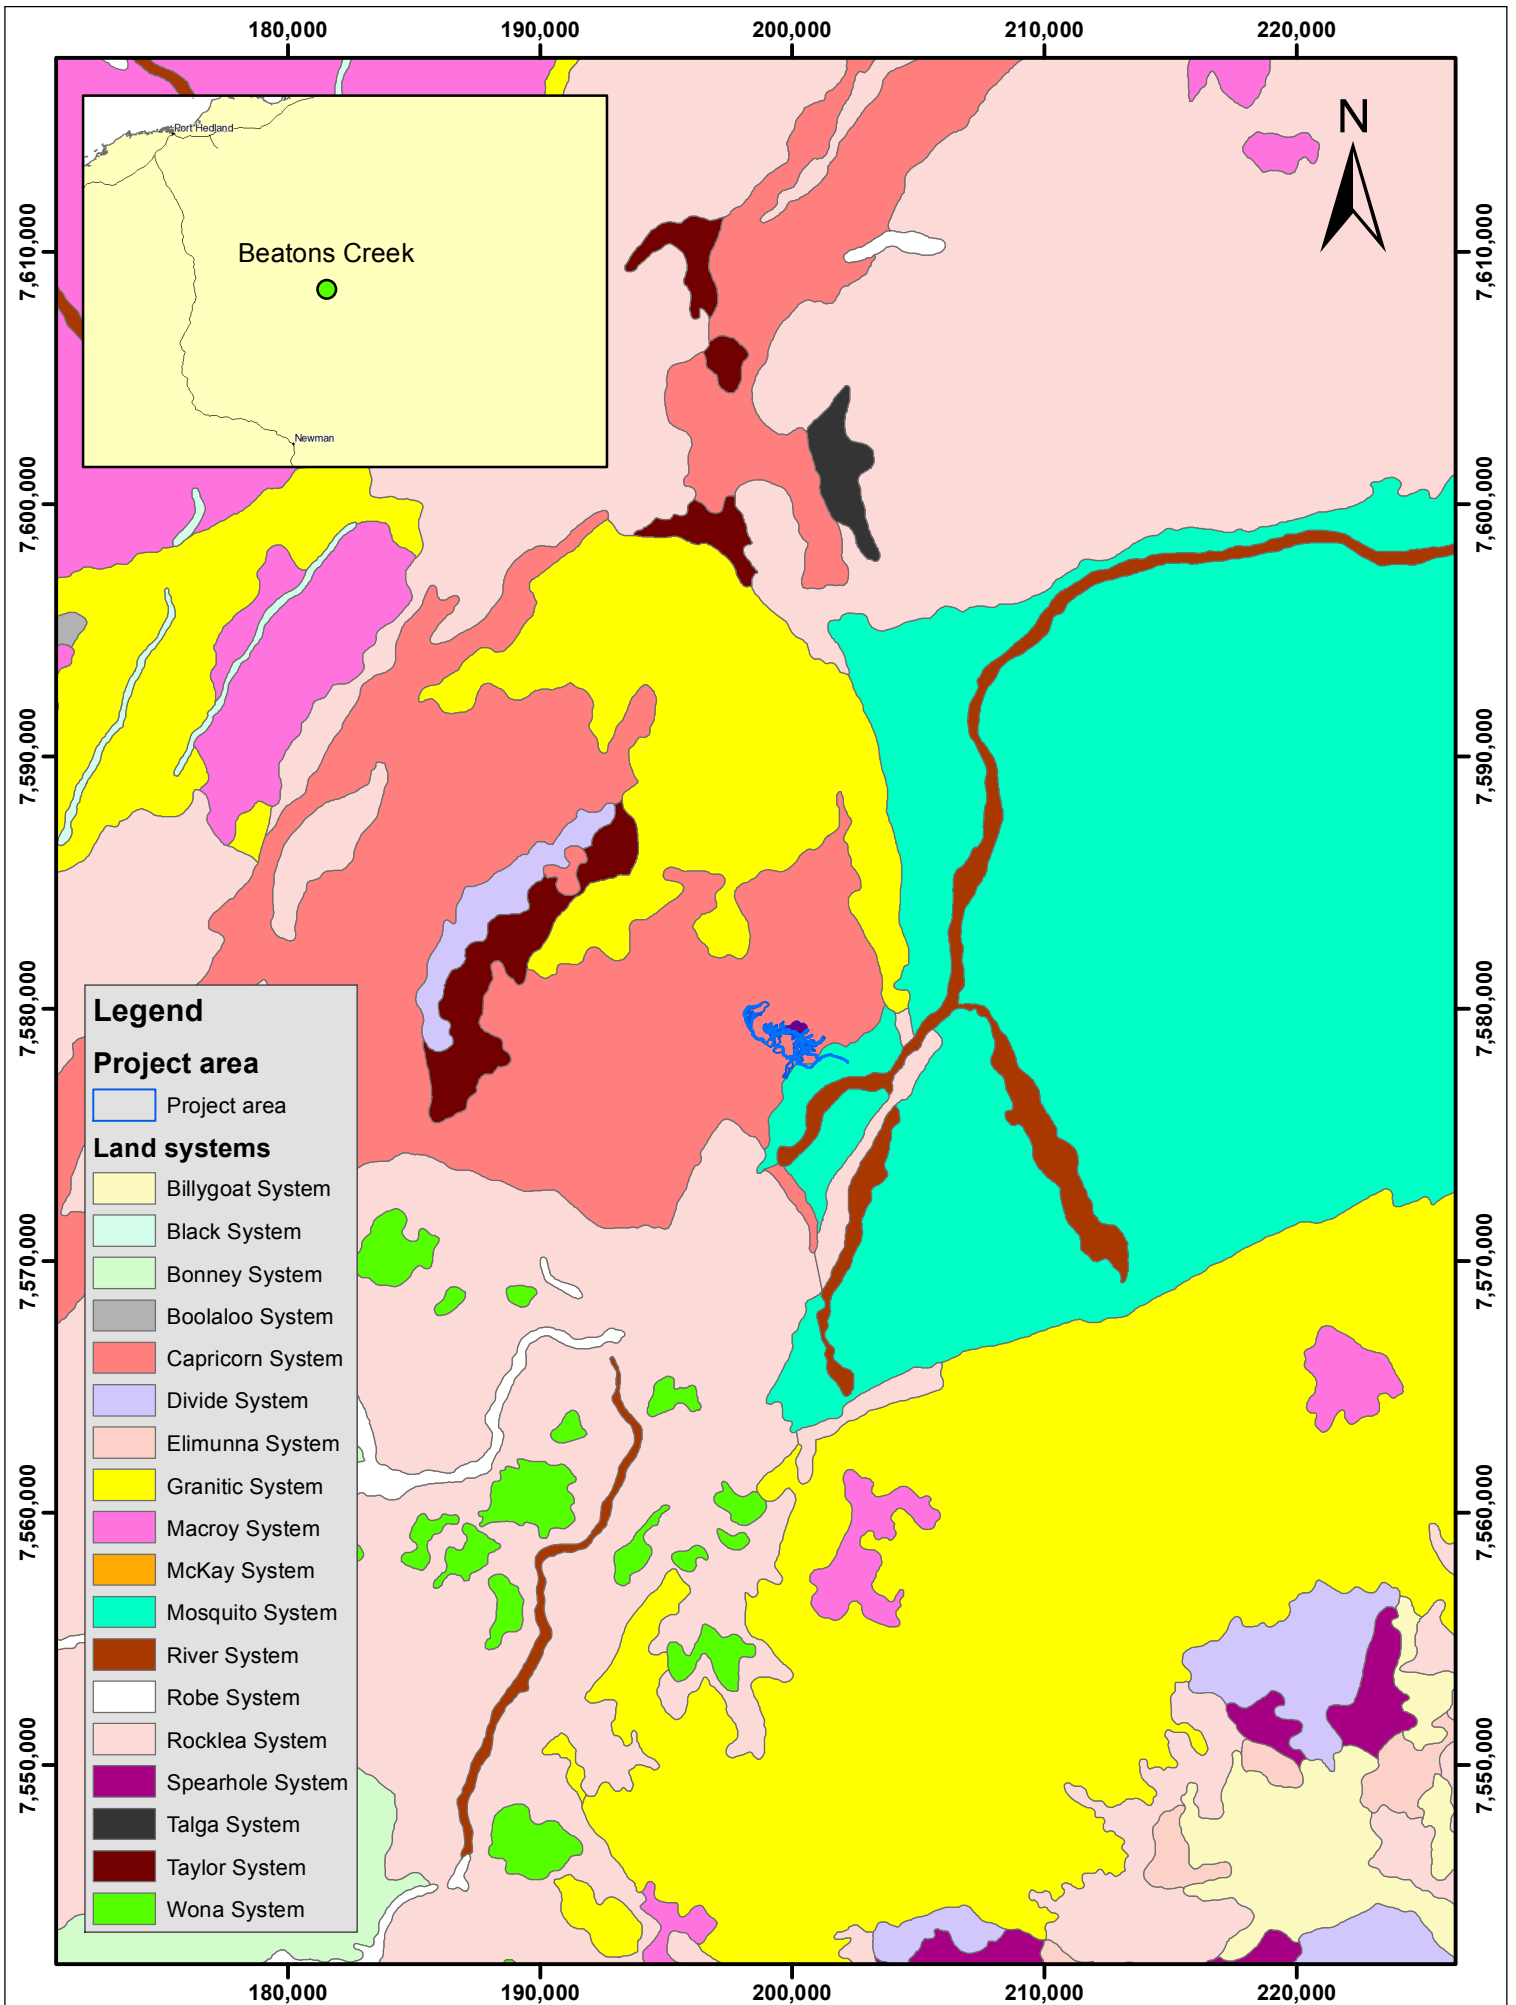 180,000
190,000
200,000
210,000
220,000
N
Port Hedland
Beatons Creek
Newman
7,610,000
7,610,000
7,600,000
7,600,000
7,590,000
7,590,000
7,580,000
7,580,000
7,570,000
7,570,000
7,560,000
7,560,000
7,550,000
7,550,000
Legend
Project area
Project area
Land systems
Billygoat System
Black System
Bonney System
Boolaloo System
Capricorn System
Divide System
Elimunna System
Granitic System
Macroy System
McKay System
Mosquito System
River System
Robe System
Rocklea System
Spearhole System
Talga System
Taylor System
Wona System
180,000
190,000
200,000
210,000
220,000